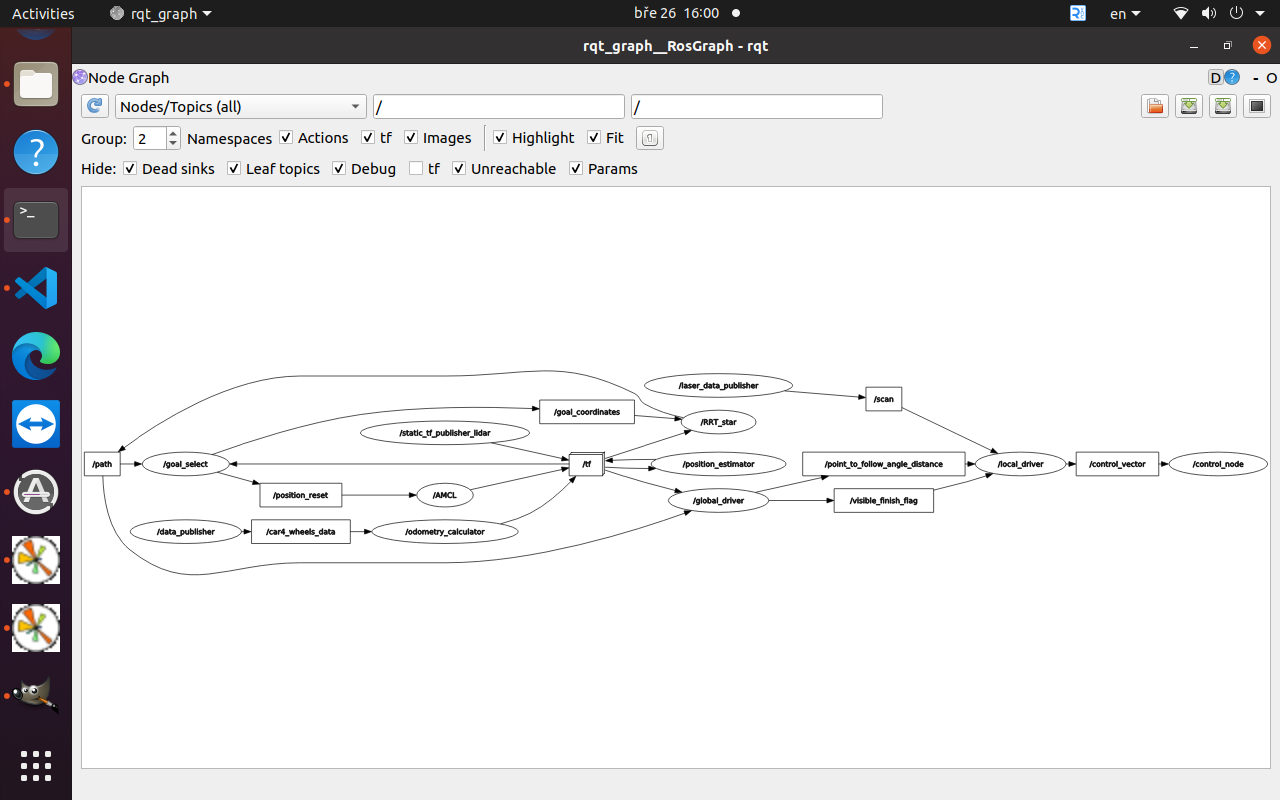 Activities rqt_graph bře 26 16:00 en
rqt_graph__RosGraph - rqt
Node Graph D ? - O
Nodes/Topics (all) / /
Group: 2 Namespaces Actions tf Images Highlight Fit
Hide: Dead sinks Leaf topics Debug tf Unreachable Params
/laser_data_publisher
/scan
/goal_coordinates
/RRT_star
/static_tf_publisher_lidar
/path
/goal_select
/tf
/position_estimator
/point_to_follow_angle_distance
/local_driver
/control_vector
/control_node
/position_reset
/AMCL
/global_driver
/visible_finish_flag
/data_publisher
/car4_wheels_data
/odometry_calculator